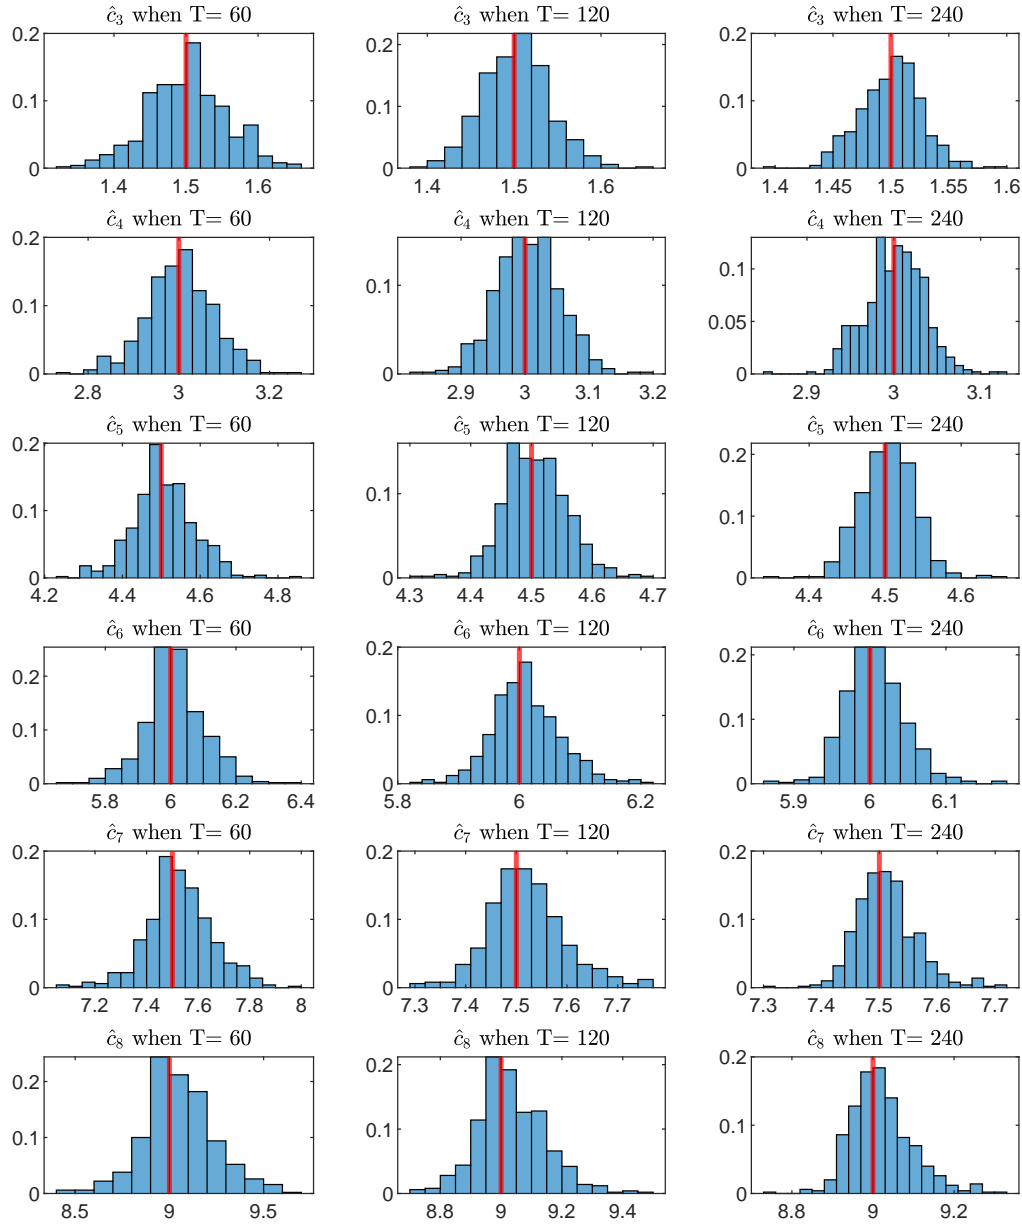 ĉ₃ when T= 60 ĉ₃ when T= 120 ĉ₃ when T= 240
0.2 0.2 0.2
0.1 0.1 0.1
0 0 0
1.4 1.5 1.6 1.4 1.5 1.6 1.4 1.45 1.5 1.55 1.6
ĉ₄ when T= 60 ĉ₄ when T= 120 ĉ₄ when T= 240
0.2
0.1 0.1 0.1
0.05
0 0 0
2.8 3 3.2 2.9 3 3.1 3.2 2.9 3 3.1
ĉ₅ when T= 60 ĉ₅ when T= 120 ĉ₅ when T= 240
0.2 0.2
0.1 0.1 0.1
0 0 0
4.2 4.4 4.6 4.8 4.3 4.4 4.5 4.6 4.7 4.4 4.5 4.6
ĉ₆ when T= 60 ĉ₆ when T= 120 ĉ₆ when T= 240
0.2 0.2 0.2
0.1 0.1 0.1
0 0 0
5.8 6 6.2 6.4 5.8 6 6.2 5.9 6 6.1
ĉ₇ when T= 60 ĉ₇ when T= 120 ĉ₇ when T= 240
0.2 0.2 0.2
0.1 0.1 0.1
0 0 0
7.2 7.4 7.6 7.8 8 7.3 7.4 7.5 7.6 7.7 7.3 7.4 7.5 7.6 7.7
ĉ₈ when T= 60 ĉ₈ when T= 120 ĉ₈ when T= 240
0.2 0.2 0.2
0.1 0.1 0.1
0 0 0
8.5 9 9.5 8.8 9 9.2 9.4 8.8 9 9.2